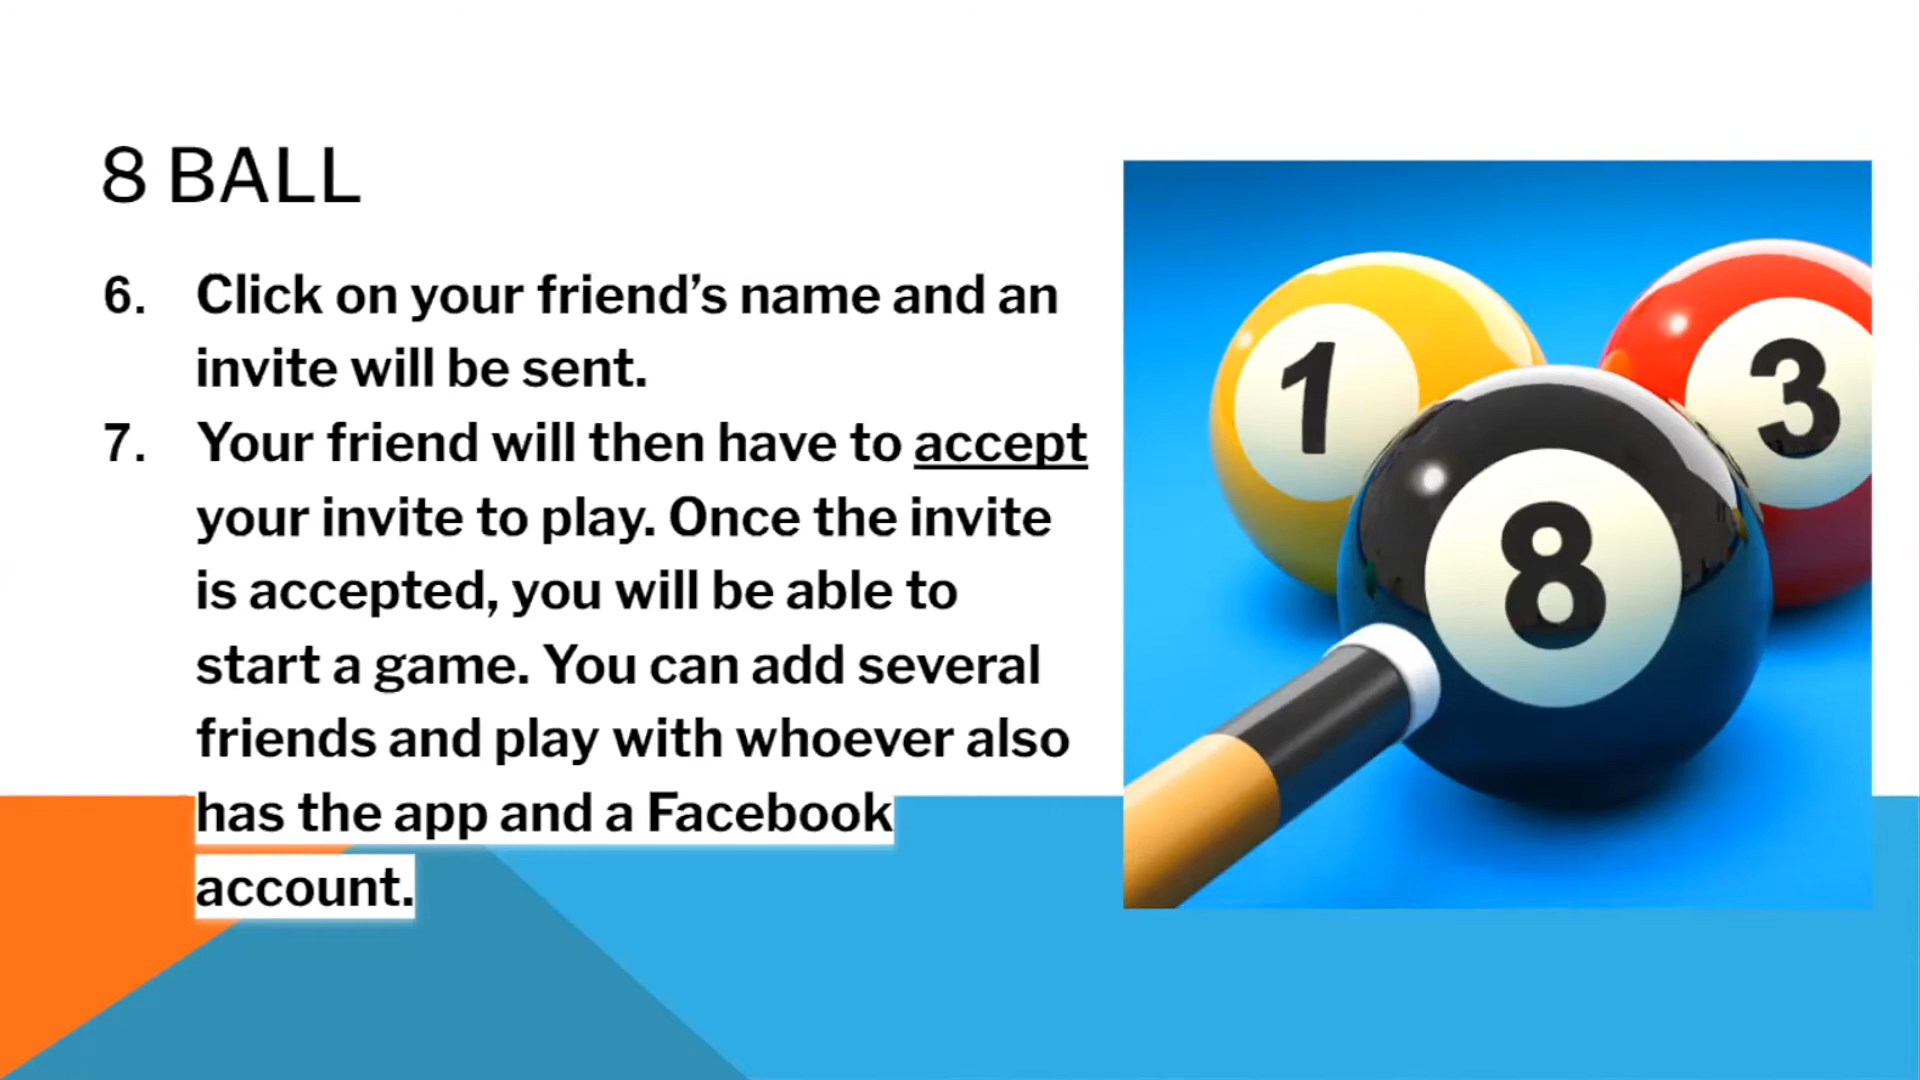 8 BALL
6. Click on your friend’s name and an
invite will be sent.
7. Your friend will then have to accept
your invite to play. Once the invite
is accepted, you will be able to
start a game. You can add several
friends and play with whoever also
has the app and a Facebook
account.
1
3
8